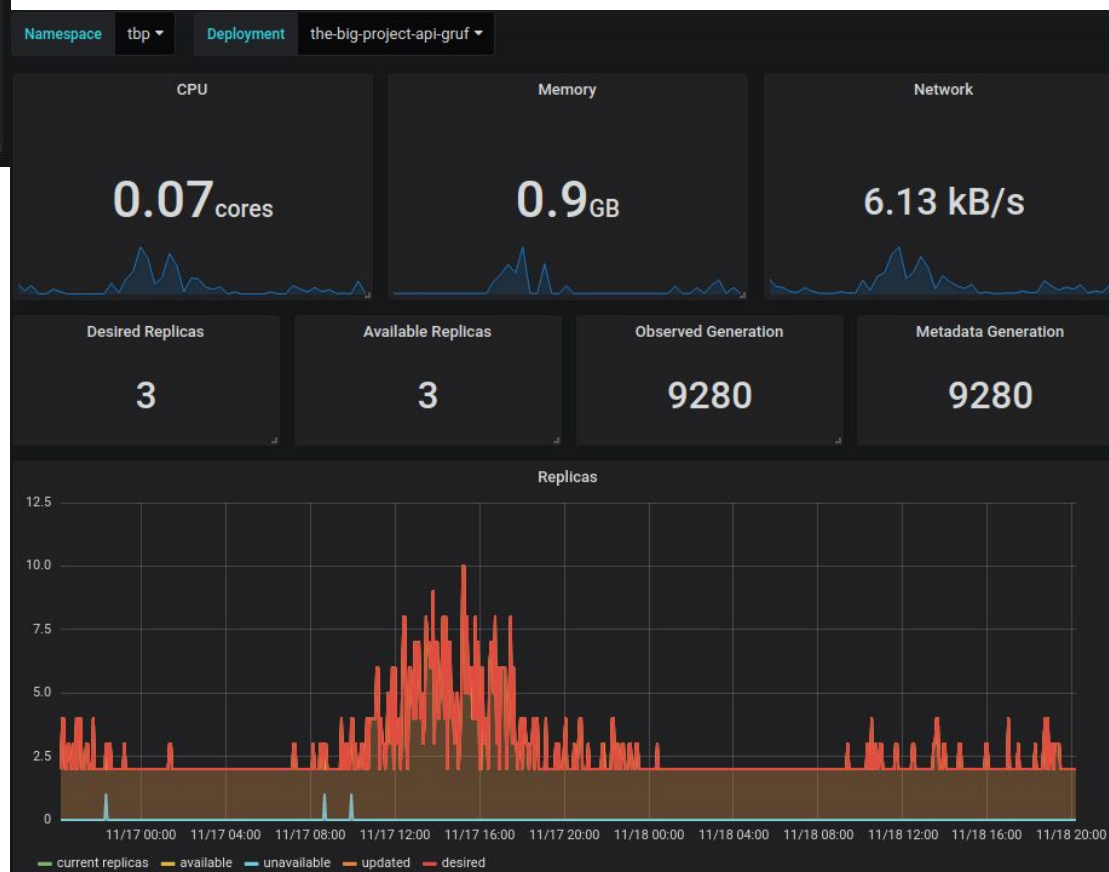 Namespace tbp Deployment the-big-project-api-gruf
CPU Memory Network
0.07 cores 0.9 GB 6.13 kB/s
Desired Replicas Available Replicas Observed Generation Metadata Generation
3 3 9280 9280
Replicas
12.5
10.0
7.5
5.0
2.5
0
11/17 00:00 11/17 04:00 11/17 08:00 11/17 12:00 11/17 16:00 11/17 20:00 11/18 00:00 11/18 04:00 11/18 08:00 11/18 12:00 11/18 16:00 11/18 20:00
current replicas available unavailable updated desired